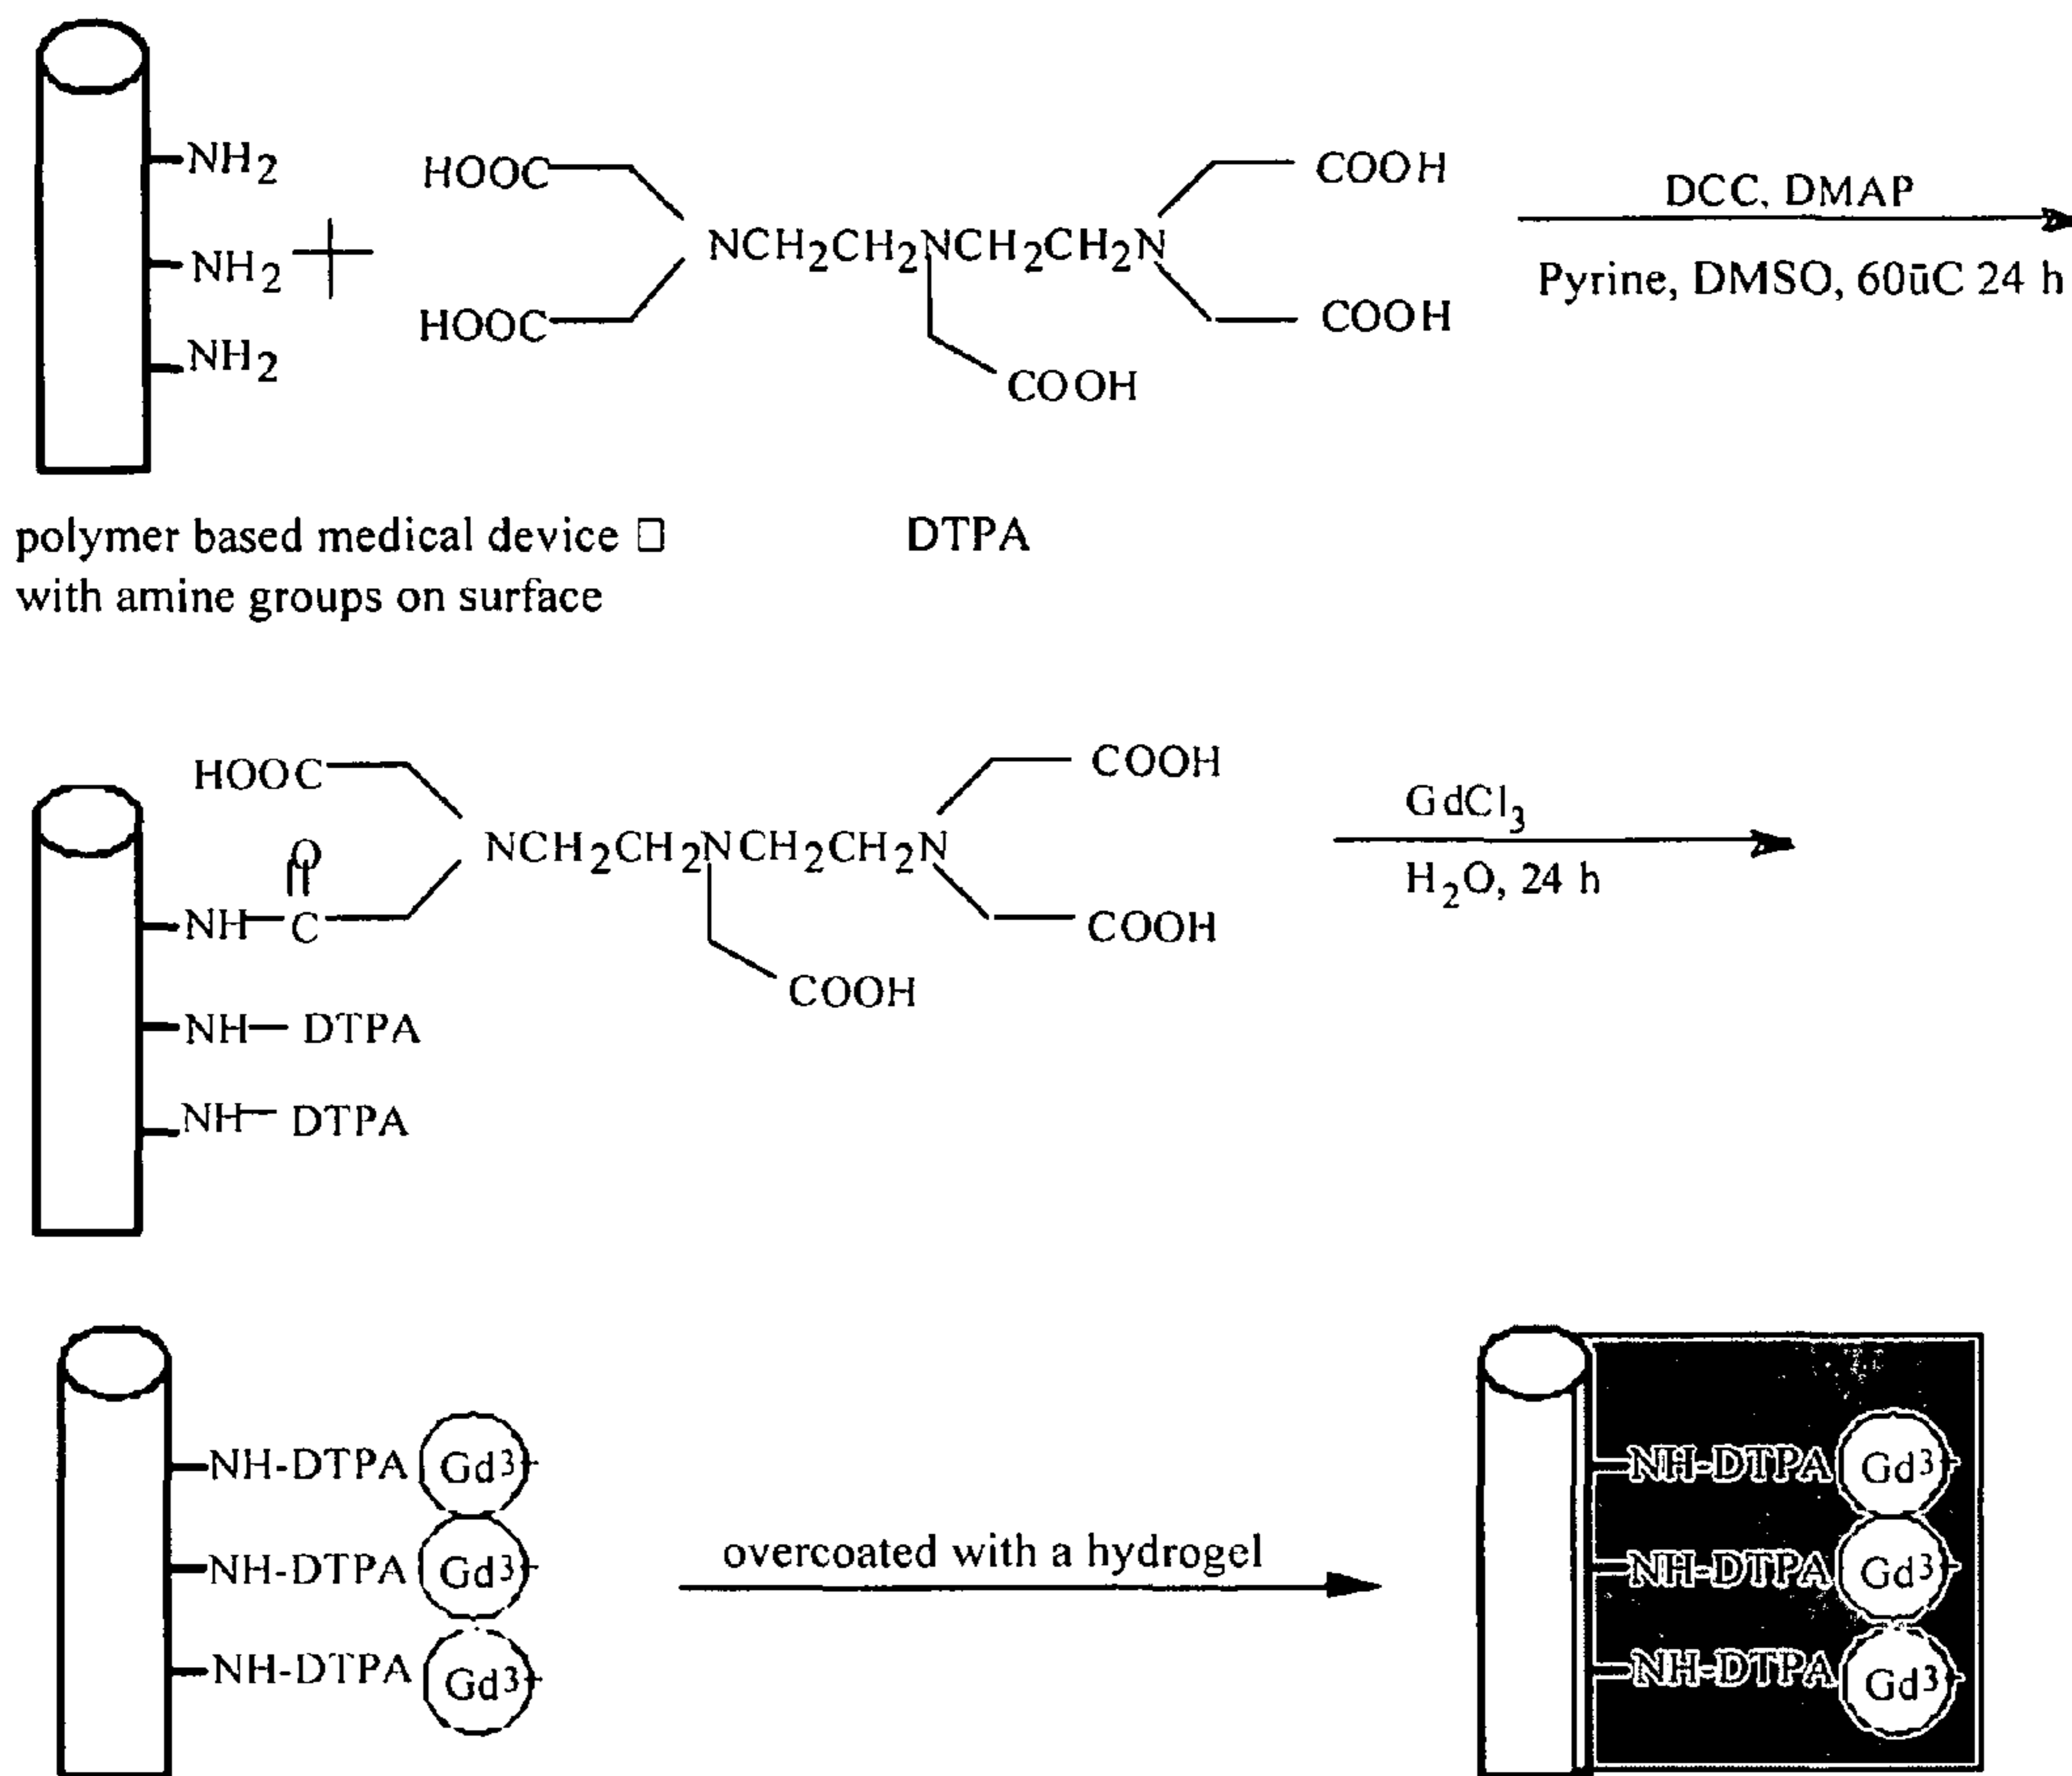 NH2
HOOC
COOH
DCC, DMAP
NH2 +
NCH2CH2NCH2CH2N
Pyrine, DMSO, 60ūC 24 h
HOOC
COOH
NH2
COOH
polymer based medical device □
with amine groups on surface
DTPA
HOOC
COOH
GdCl3
O
NCH2CH2NCH2CH2N
H2O, 24 h
NH-C
COOH
COOH
NH- DTPA
NH- DTPA
NH-DTPA Gd3+
NH-DTPA Gd3+
NH-DTPA Gd3+
overcoated with a hydrogel
NH-DTPA Gd3+
NH-DTPA Gd3+
NH-DTPA Gd3+